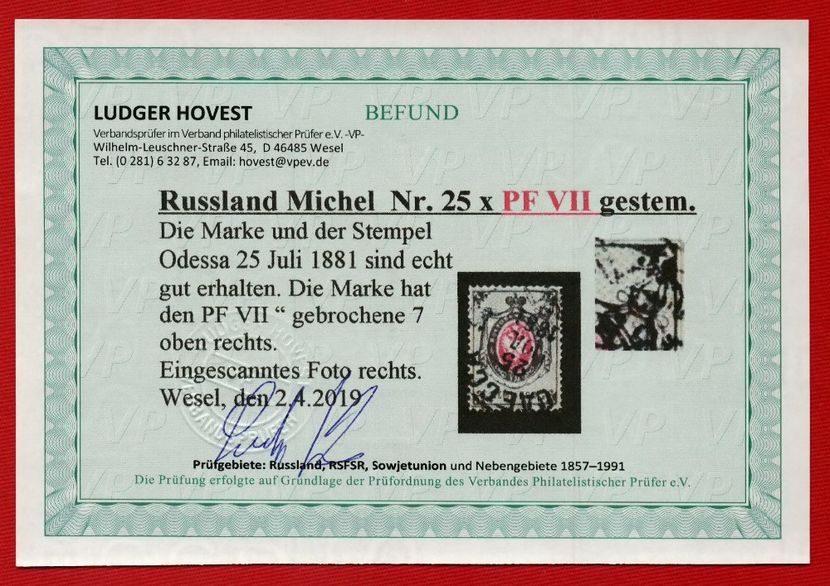 LUDGER HOVEST
BEFUND
Verbandsprüfer im Verband philatelistischer Prüfer e.V. -VP-
Wilhelm-Leuschner-Straße 45, D 46485 Wesel
Tel. (0 281) 6 32 87, Email: hovest@vpev.de
Russland Michel Nr. 25 x PF VII gestem.
Die Marke und der Stempel
Odessa 25 Juli 1881 sind echt
gut erhalten. Die Marke hat
den PF VII “ gebrochene 7
oben rechts.
Eingescanntes Foto rechts.
Wesel, den 2.4.2019
Prüfgebiete: Russland, RSFSR, Sowjetunion und Nebengebiete 1857–1991
Die Prüfung erfolgte auf Grundlage der Prüfordnung des Verbandes Philatelistischer Prüfer e.V.